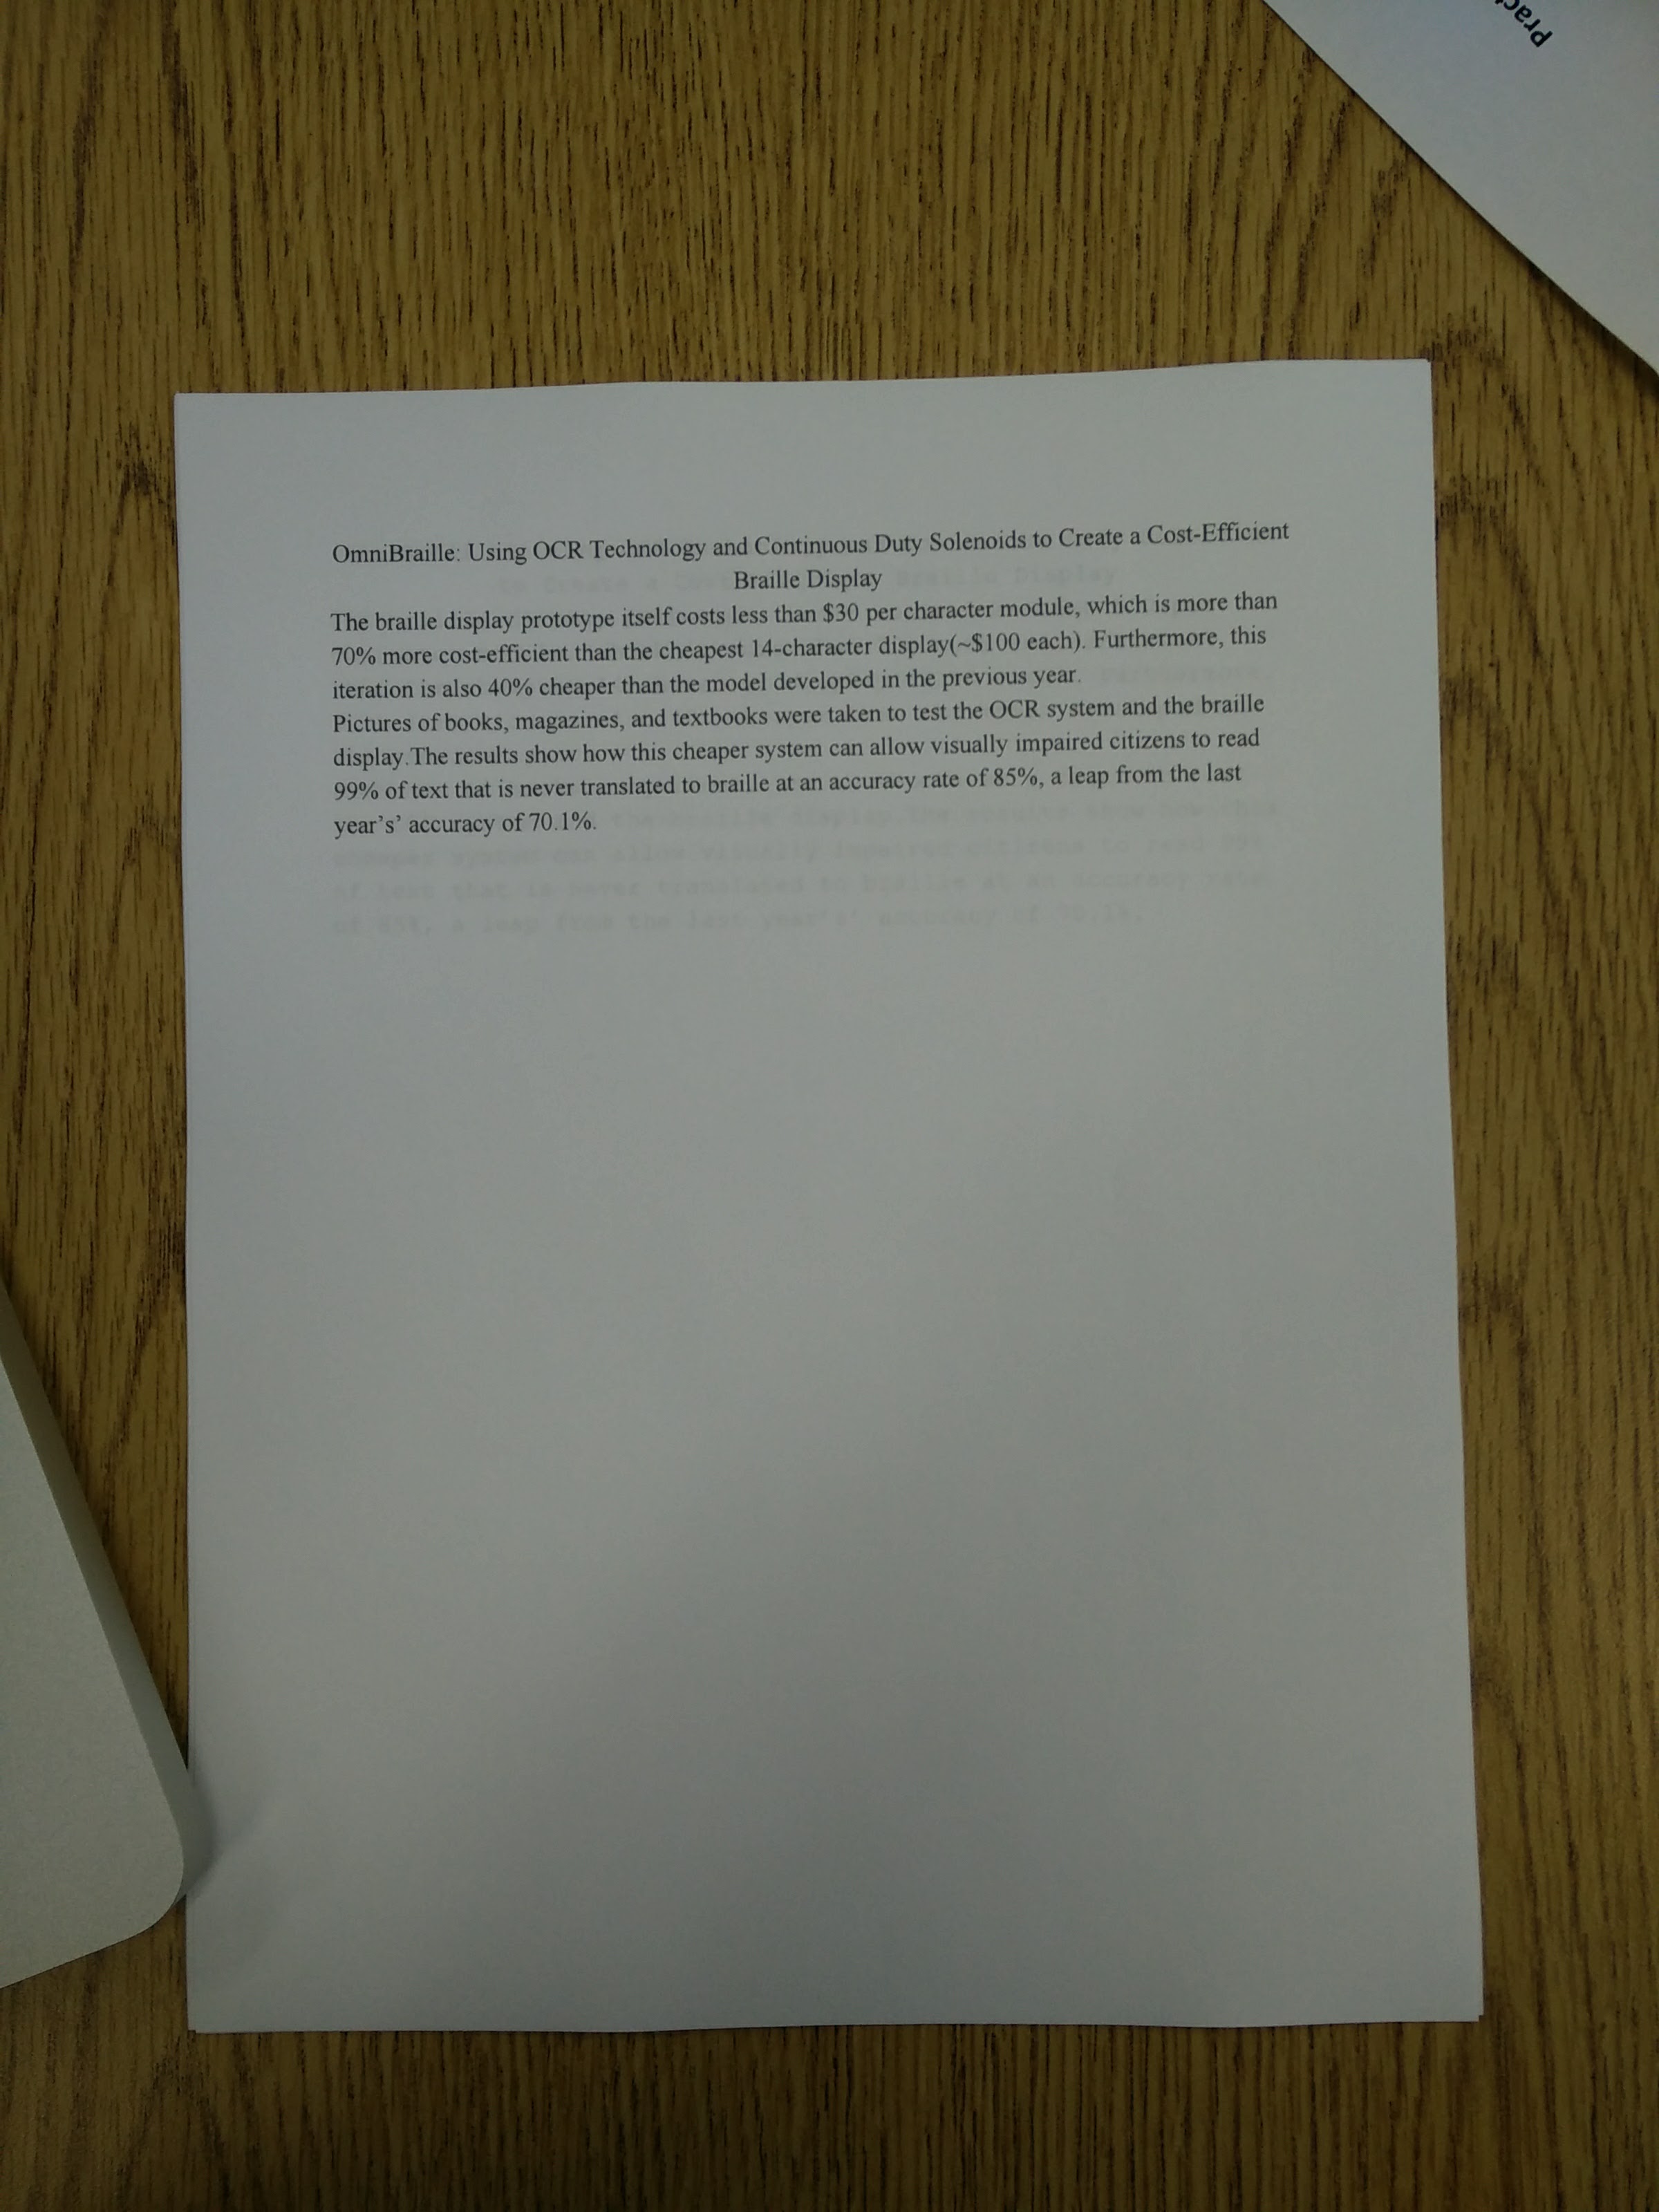 Prac
OmniBraille: Using OCR Technology and Continuous Duty Solenoids to Create a Cost-Efficient
Braille Display
The braille display prototype itself costs less than $30 per character module, which is more than
70% more cost-efficient than the cheapest 14-character display(~$100 each). Furthermore, this
iteration is also 40% cheaper than the model developed in the previous year.
Pictures of books, magazines, and textbooks were taken to test the OCR system and the braille
display.The results show how this cheaper system can allow visually impaired citizens to read
99% of text that is never translated to braille at an accuracy rate of 85%, a leap from the last
year’s’ accuracy of 70.1%.